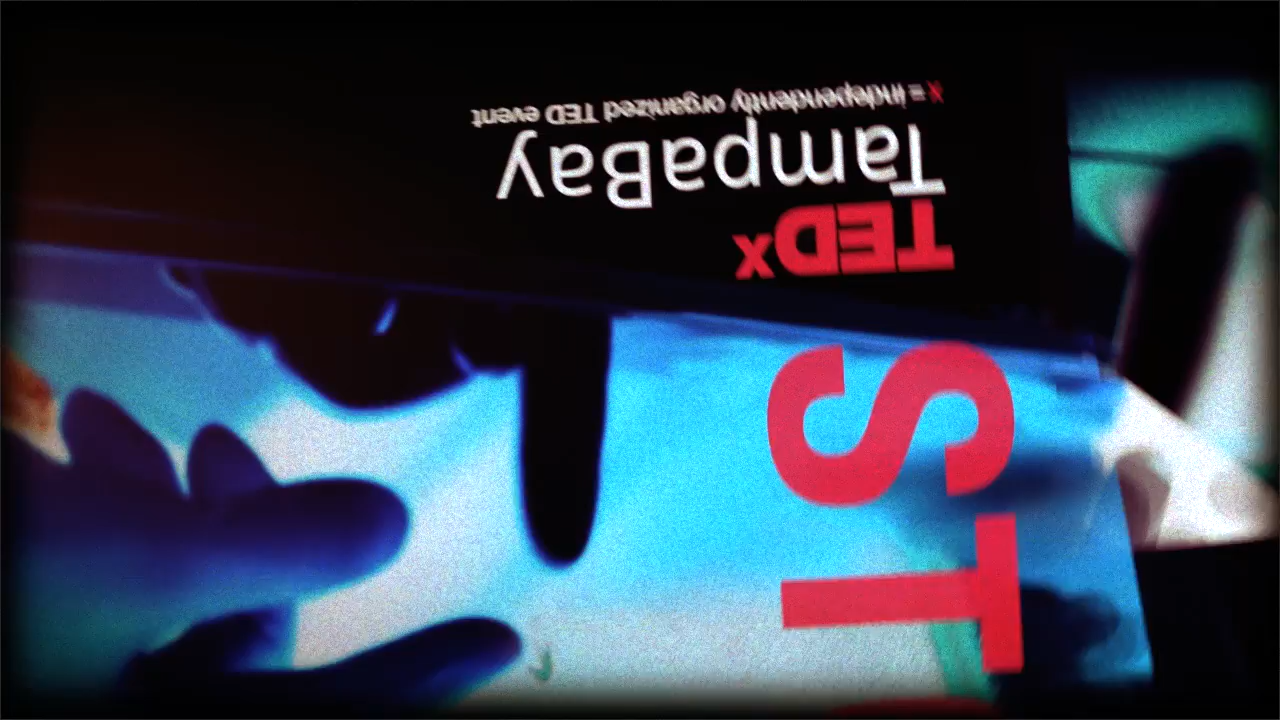 TEDx
TampaBay
x = independently organized TED event
ST